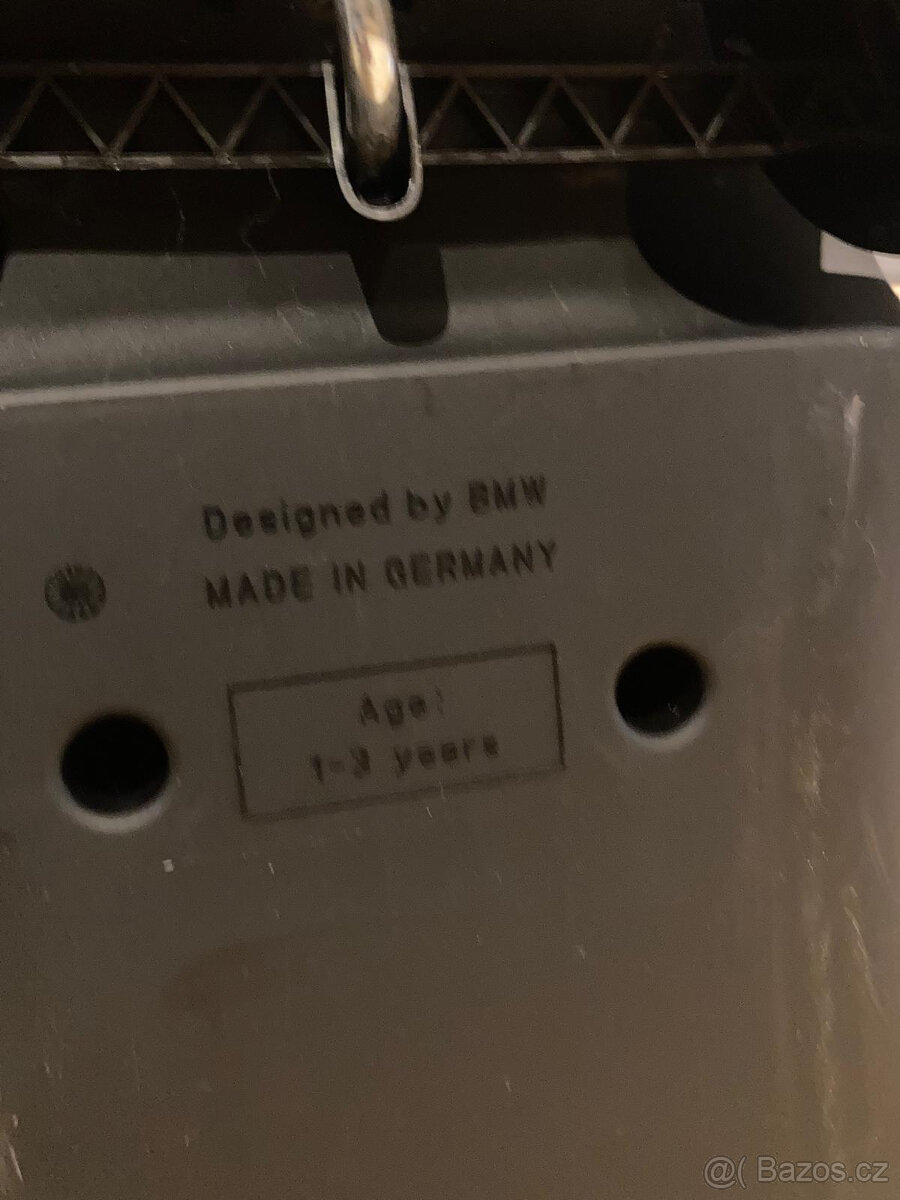 Designed by BMW
MADE IN GERMANY
Age:
1-3 years
@( Bazos.cz